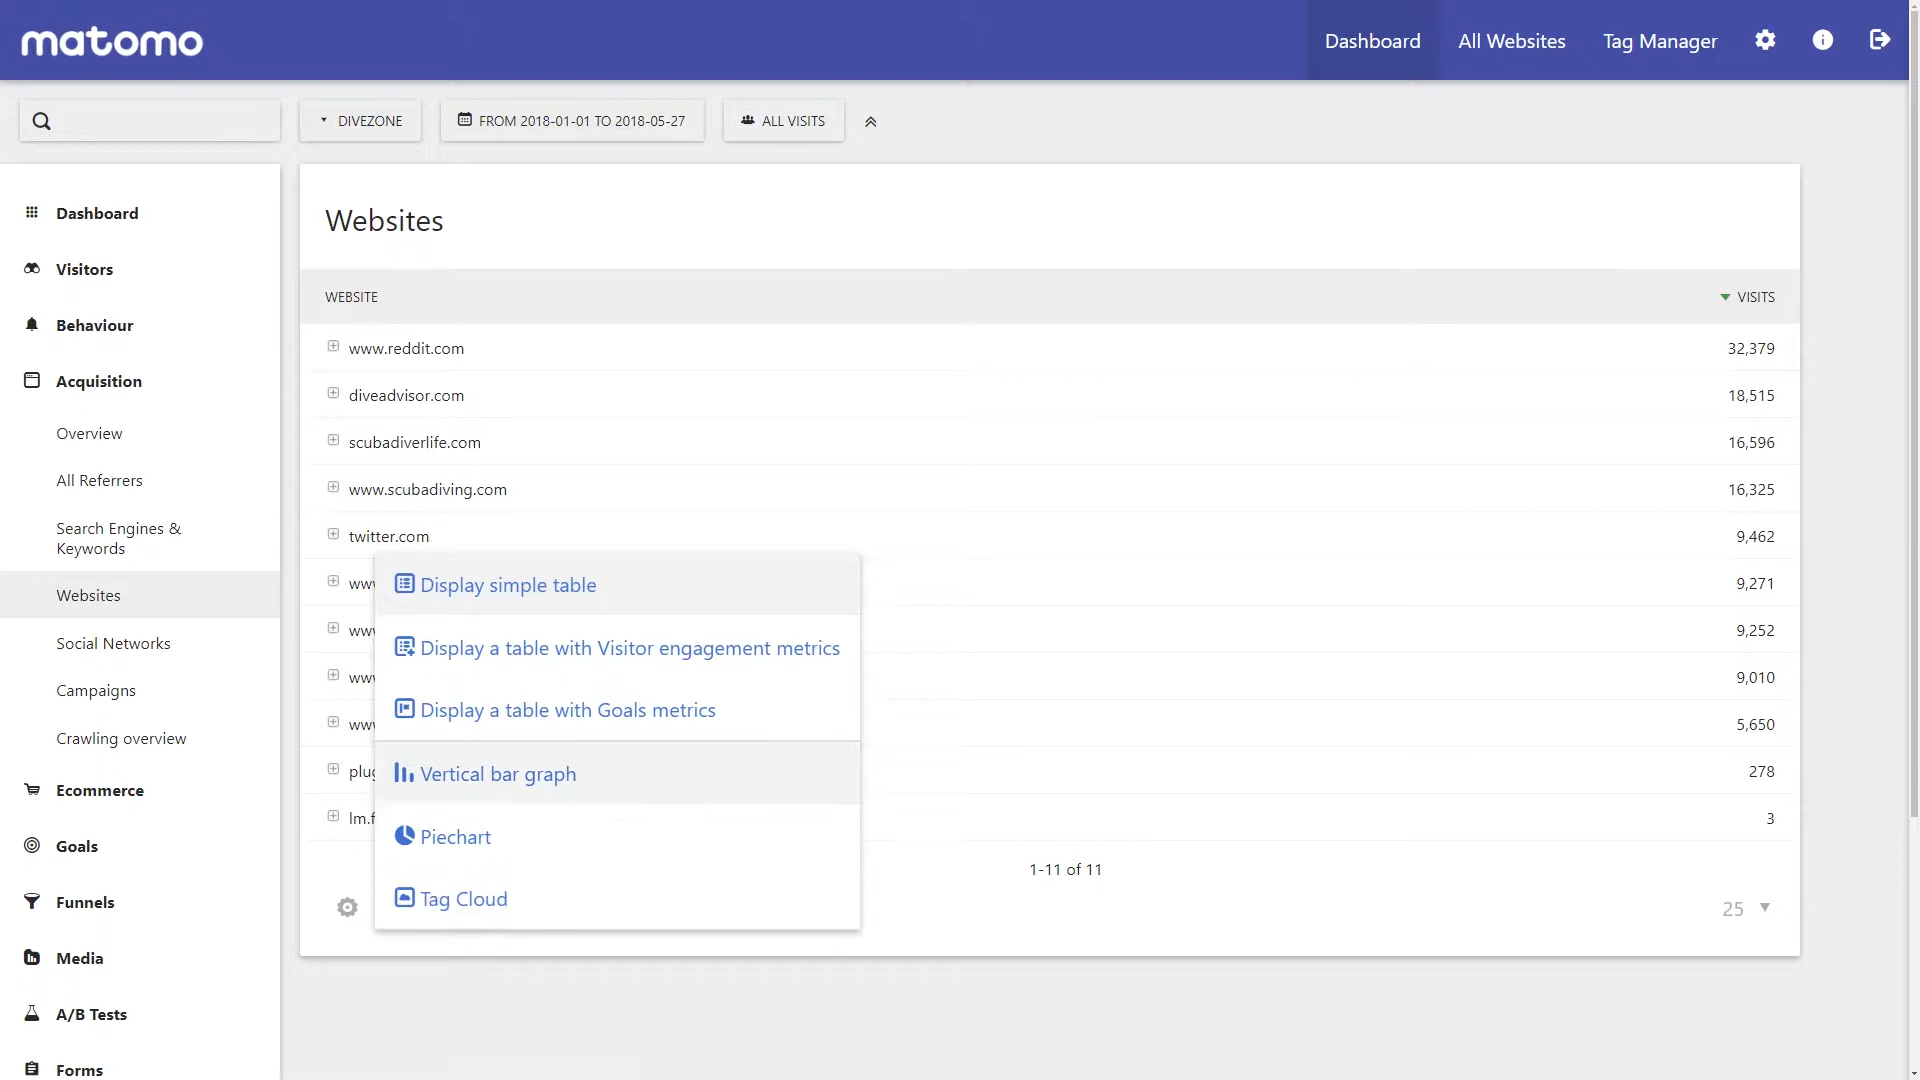 matomo
Dashboard
All Websites
Tag Manager
DIVEZONE
FROM 2018-01-01 TO 2018-05-27
ALL VISITS
Dashboard
Visitors
Behaviour
Acquisition
Overview
All Referrers
Search Engines &
Keywords
Websites
Social Networks
Campaigns
Crawling overview
Ecommerce
Goals
Funnels
Media
A/B Tests
Forms
Websites
WEBSITE VISITS
www.reddit.com 32,379
diveadvisor.com 18,515
scubadiverlife.com 16,596
www.scubadiving.com 16,325
twitter.com 9,462
9,271
9,252
9,010
5,650
278
3
Display simple table
Display a table with Visitor engagement metrics
Display a table with Goals metrics
Vertical bar graph
Piechart
Tag Cloud
1-11 of 11
25